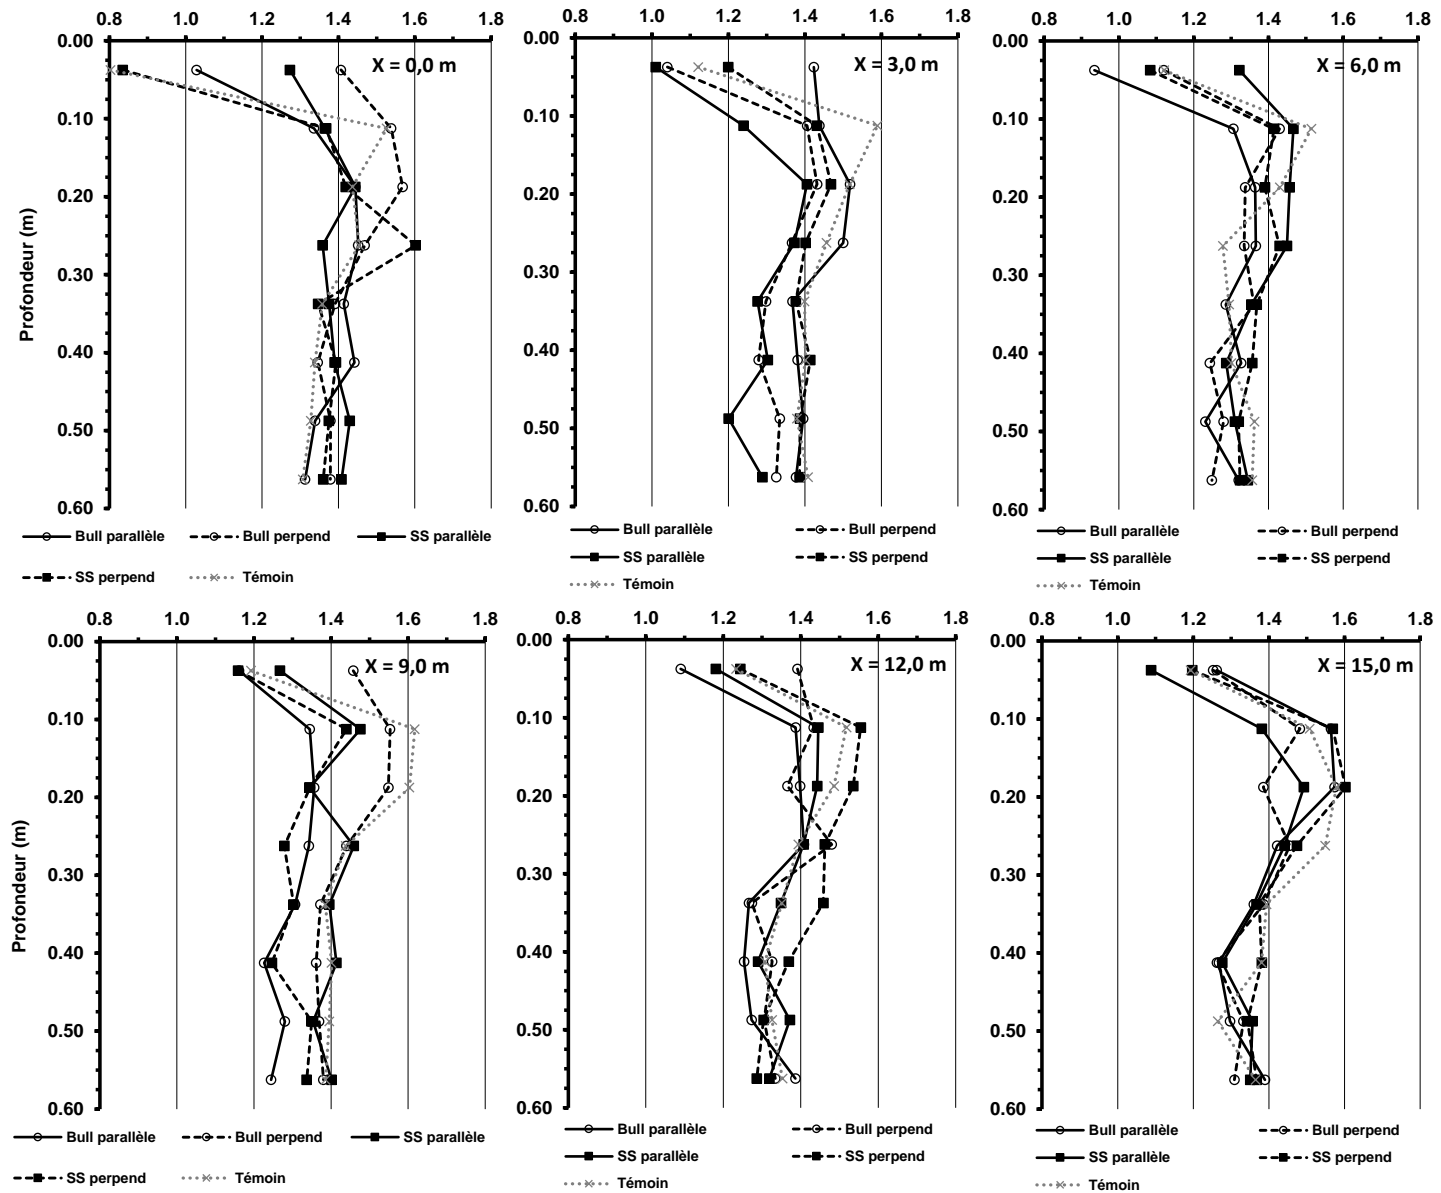 0.8 1.0 1.2 1.4 1.6 1.8
0.00
0.10
0.20
0.30
0.40
0.50
0.60
Profondeur (m)
X = 0,0 m
Bull parallèle Bull perpend SS parallèle
SS perpend Témoin
0.8 1.0 1.2 1.4 1.6 1.8
0.00
0.10
0.20
0.30
0.40
0.50
0.60
X = 3,0 m
Bull parallèle Bull perpend
SS parallèle SS perpend
Témoin
0.8 1.0 1.2 1.4 1.6 1.8
0.00
0.10
0.20
0.30
0.40
0.50
0.60
X = 6,0 m
Bull parallèle Bull perpend
SS parallèle SS perpend
Témoin
0.8 1.0 1.2 1.4 1.6 1.8
0.00
0.10
0.20
0.30
0.40
0.50
0.60
Profondeur (m)
X = 9,0 m
Bull parallèle Bull perpend SS parallèle
SS perpend Témoin
0.8 1.0 1.2 1.4 1.6 1.8
0.00
0.10
0.20
0.30
0.40
0.50
0.60
X = 12,0 m
Bull parallèle Bull perpend
SS parallèle SS perpend
Témoin
0.8 1.0 1.2 1.4 1.6 1.8
0.00
0.10
0.20
0.30
0.40
0.50
0.60
X = 15,0 m
Bull parallèle Bull perpend
SS parallèle SS perpend
Témoin